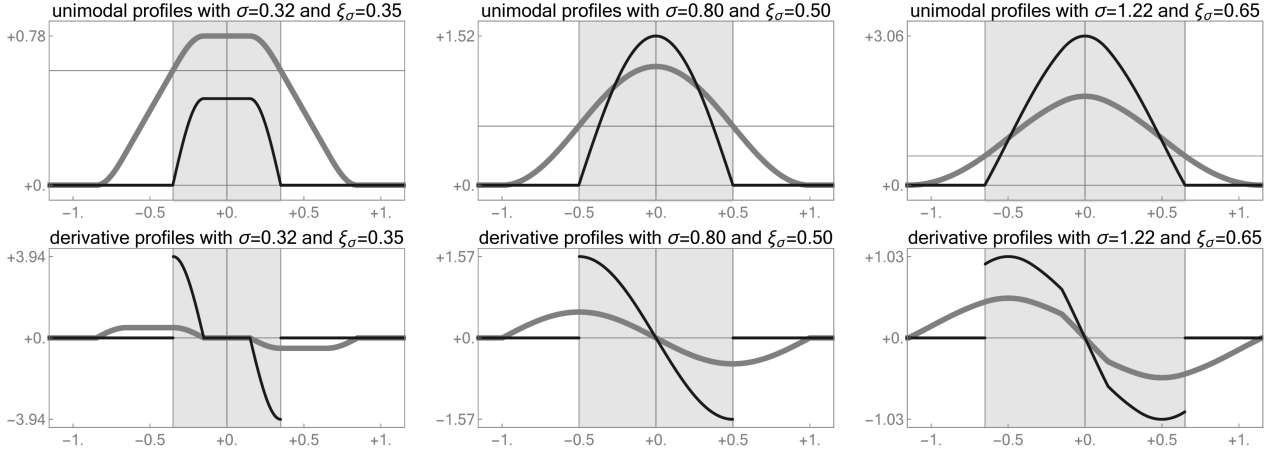 unimodal profiles with σ=0.32 and ξσ=0.35
+0.78
+0.
−1. −0.5 +0. +0.5 +1.
unimodal profiles with σ=0.80 and ξσ=0.50
+1.52
+0.
−1. −0.5 +0. +0.5 +1.
unimodal profiles with σ=1.22 and ξσ=0.65
+3.06
+0.
−1. −0.5 +0. +0.5 +1.
derivative profiles with σ=0.32 and ξσ=0.35
+3.94
+0.
−3.94
−1. −0.5 +0. +0.5 +1.
derivative profiles with σ=0.80 and ξσ=0.50
+1.57
+0.
−1.57
−1. −0.5 +0. +0.5 +1.
derivative profiles with σ=1.22 and ξσ=0.65
+1.03
+0.
−1.03
−1. −0.5 +0. +0.5 +1.